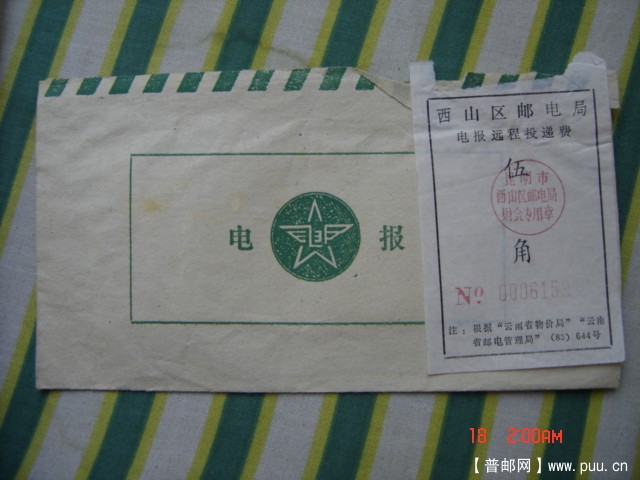 电 报
西山区邮电局
电报远程投递费
伍
角
昆明市
西山区邮电局
财会专用章
Nº 0006153
注：根据“云南省物价局”“云南
省邮电管理局”(85)644号
18 2:00AM
【普邮网】www.puu.cn